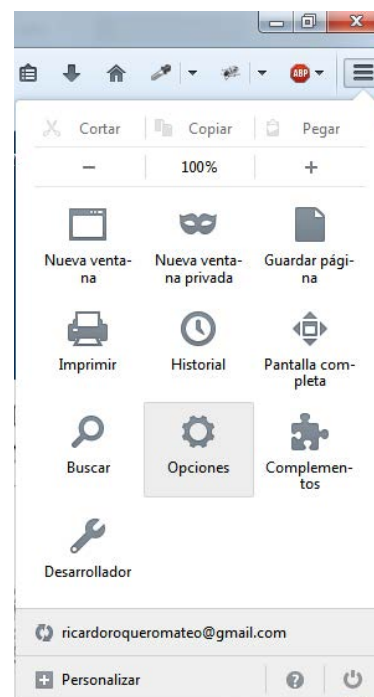 ABP
Cortar Copiar Pegar
− 100% +
Nueva venta- Nueva venta- Guardar pági-
na na privada na
Imprimir Historial Pantalla com-
pleta
Buscar Opciones Complemen-
tos
Desarrollador
ricardoroqueromateo@gmail.com
Personalizar